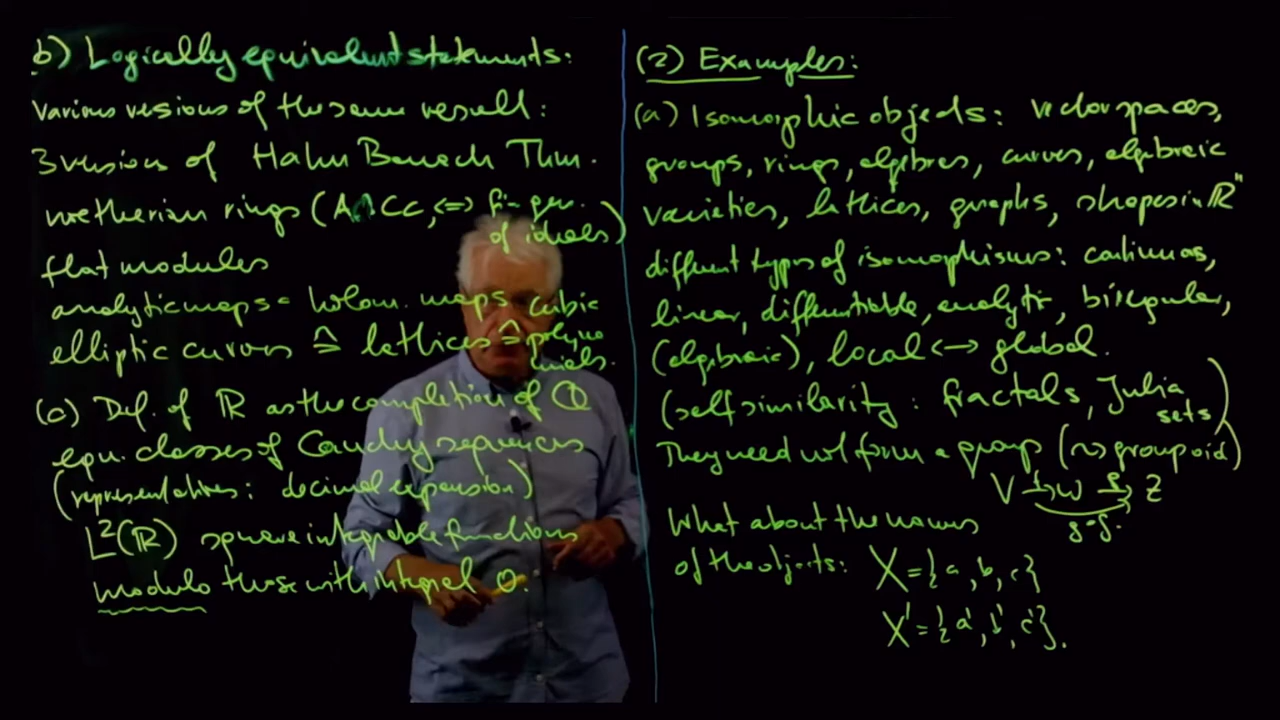 b) Logically equivalent statements:
various versions of the same result:
3 version of Hahn Banach Thm.
noetherian rings (ACC, <=> fin gen.
of ideals)
flat modules
analytic maps = holom. maps cubic
elliptic curves ≅ lattices ≅ polyno
mials.
(c) Def. of ℝ as the completion of ℚ
equ. classes of Cauchy sequences
(representatives: decimal expansion)
L²(ℝ) square integrable functions
modulo those with integral 0.
(2) Examples:
(a) Isomorphic objects: vector spaces,
groups, rings, algebras, curves, algebraic
varieties, lattices, graphs, shapes in ℝⁿ
different types of isomorphisms: continuous,
linear, differentiable, analytic, biregular,
(algebraic), local <-> global.
(self similarity: fractals, Julia
sets)
They need not form a group (~> groupoid)
V f→ W g→ Z
g∘f.
What about the names
of the objects: X = {a, b, c}
X' = {a', b', c'}.